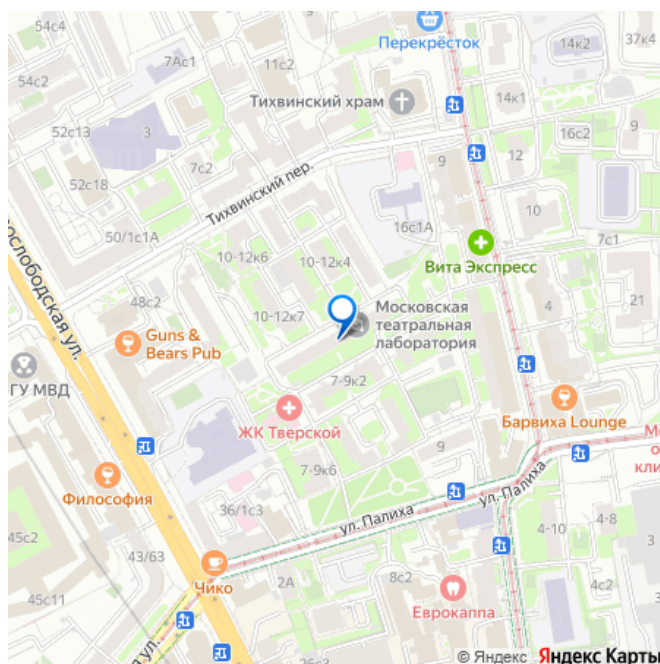 54с4
37к4
14к2
Перекрёсток
7Ас1
11с2
54с2
Тихвинский храм
14к1
52с13
3
16с2
9
7с2
9
12
52с18
Тихвинский пер.
10
50/1с1А
16с1А
7с1
10-12к6
10-12к4
Вита Экспресс
48с2
4
21
10-12к7
Московская
театральная
лаборатория
Guns &
Bears Pub
ГУ МВД
7-9к2
ЖК Тверской
Барвиха Lounge
9
Философия
7-9к6
ул. Палиха
ул. Палиха
36/1с3
45с2
4-10
4-8
3
43/63
Чико
2А
8с2
4с2
45с11
Еврокаппа
26с3
© Яндекс
Яндекс Карты